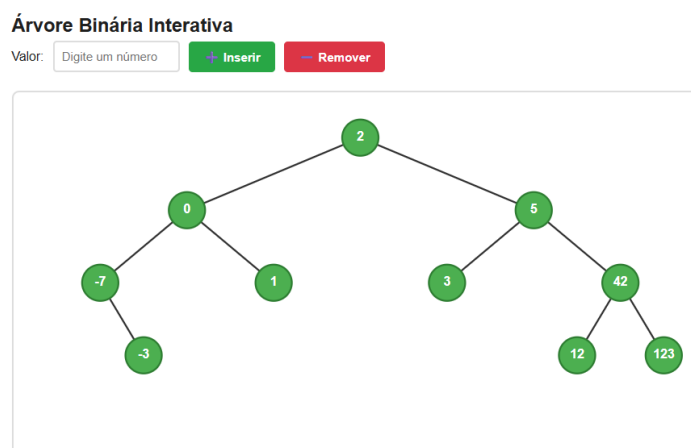 Árvore Binária Interativa
Valor: Digite um número ➕ Inserir ➖ Remover
2
0 5
-7 1 3 42
-3 12 123